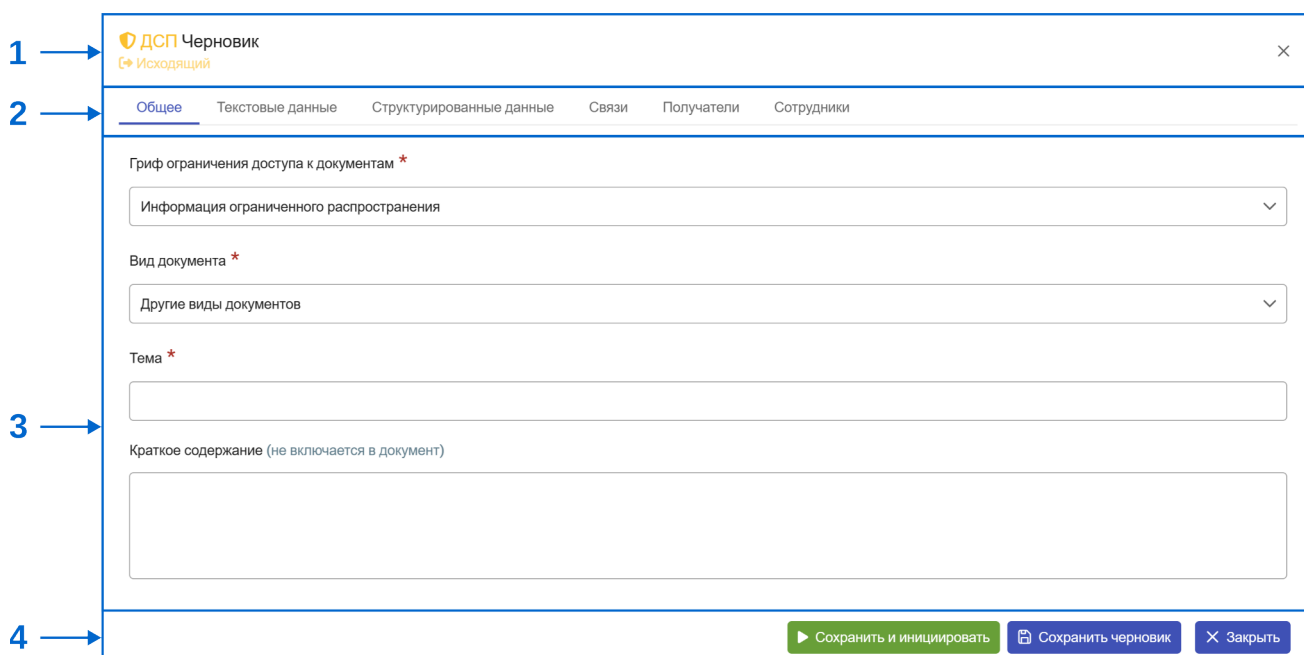 1
ДСП Черновик
Исходящий
2
Общее Текстовые данные Структурированные данные Связи Получатели Сотрудники
Гриф ограничения доступа к документам *
Информация ограниченного распространения
Вид документа *
Другие виды документов
Тема *
3
Краткое содержание (не включается в документ)
4
Сохранить и инициировать Сохранить черновик Закрыть